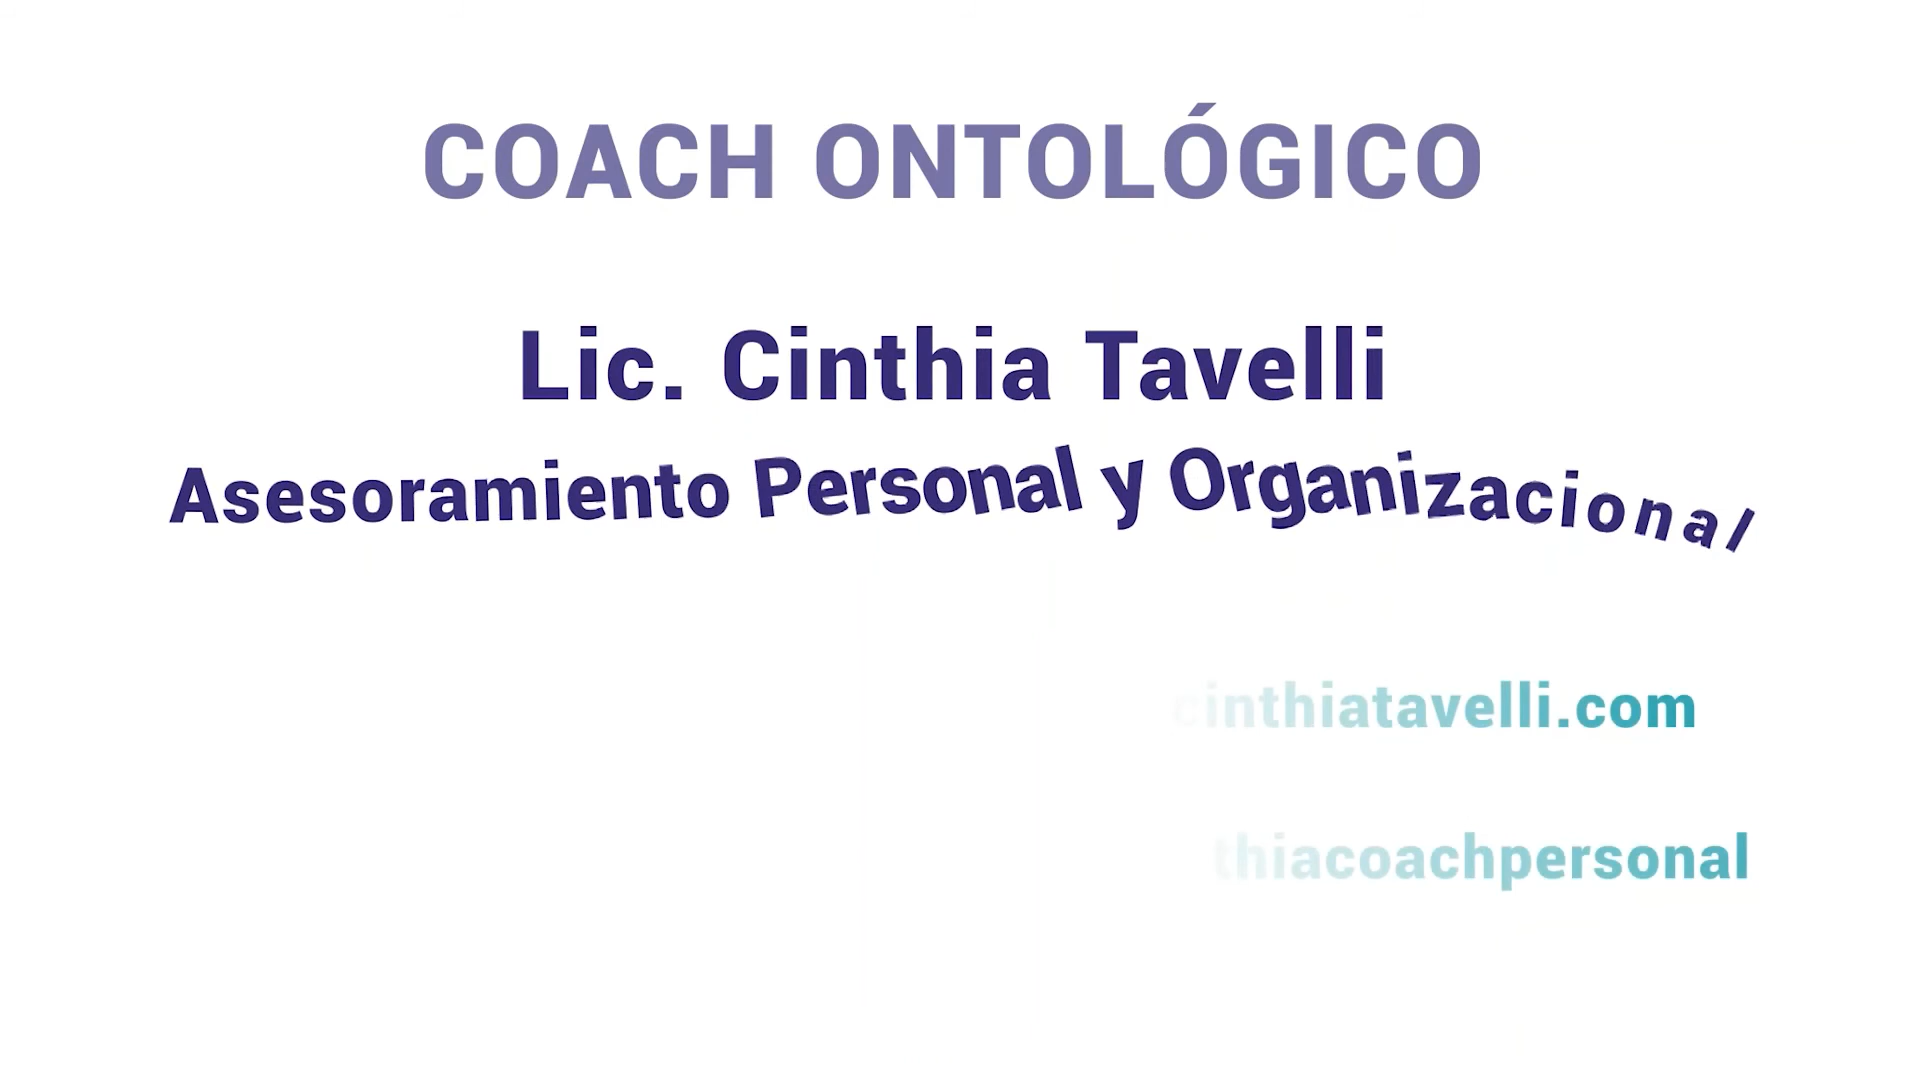 COACH ONTOLÓGICO
Lic. Cinthia Tavelli
Asesoramiento Personal y Organizacional
cinthiatavelli.com
thiacoachpersonal